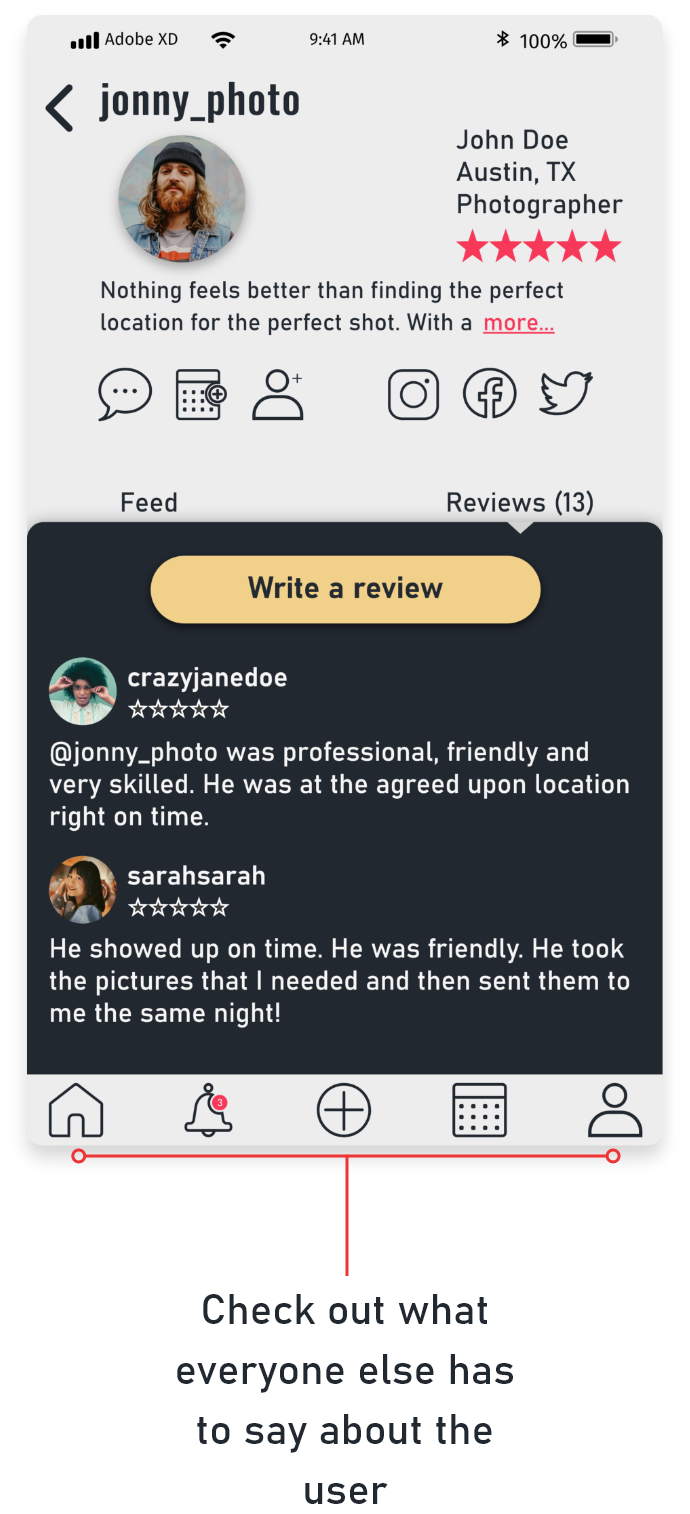 Adobe XD 9:41 AM 100%
jonny_photo
John Doe
Austin, TX
Photographer
Nothing feels better than finding the perfect
location for the perfect shot. With a more...
Feed Reviews (13)
Write a review
crazyjanedoe
@jonny_photo was professional, friendly and
very skilled. He was at the agreed upon location
right on time.
sarahsarah
He showed up on time. He was friendly. He took
the pictures that I needed and then sent them to
me the same night!
3
Check out what
everyone else has
to say about the
user